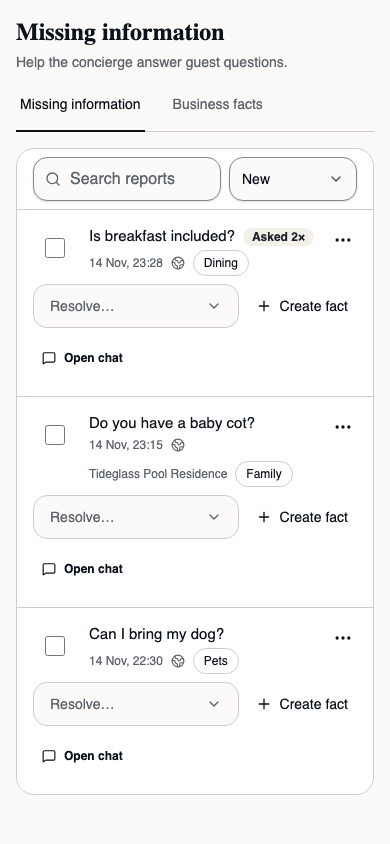 Missing information
Help the concierge answer guest questions.
Missing information Business facts
Search reports New
Is breakfast included? Asked 2×
14 Nov, 23:28 Dining
Resolve… Create fact
Open chat
Do you have a baby cot?
14 Nov, 23:15
Tideglass Pool Residence Family
Resolve… Create fact
Open chat
Can I bring my dog?
14 Nov, 22:30 Pets
Resolve… Create fact
Open chat